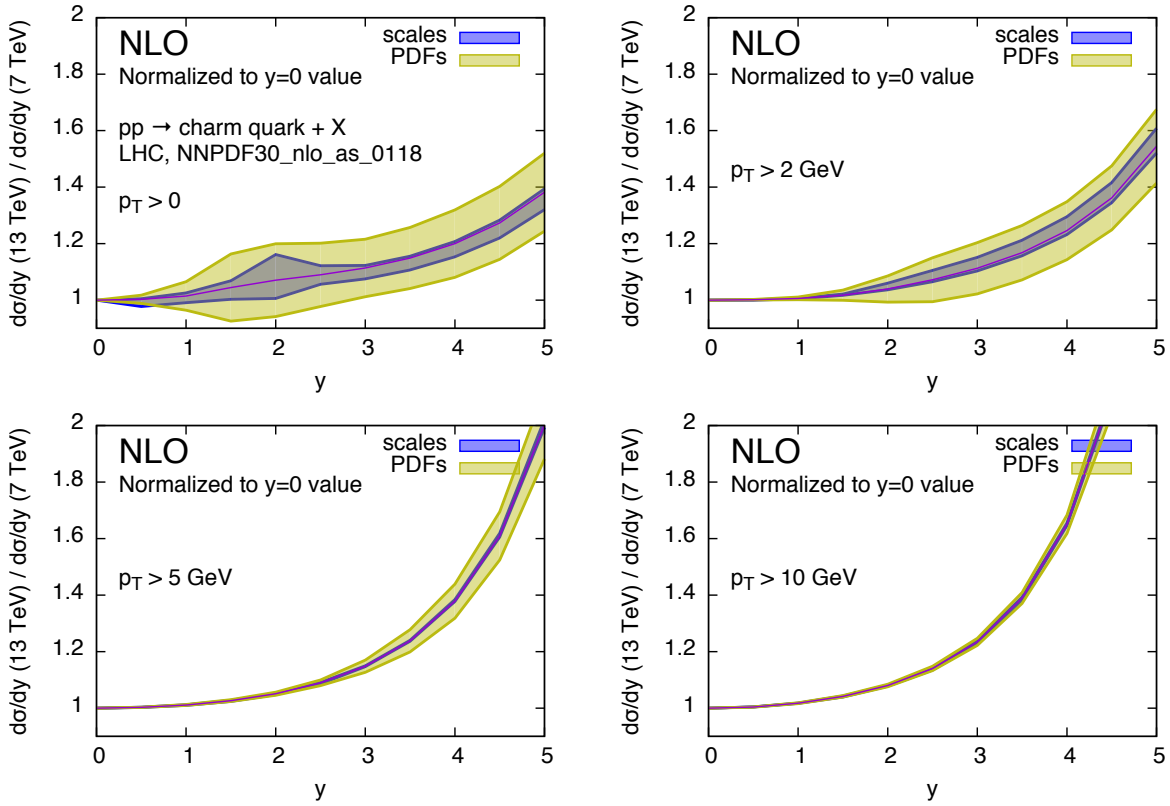 dσ/dy (13 TeV) / dσ/dy (7 TeV)
2
1.8
1.6
1.4
1.2
1
NLO
Normalized to y=0 value
pp → charm quark + X
LHC, NNPDF30_nlo_as_0118
p_T > 0
scales
PDFs
0 1 2 3 4 5
y
dσ/dy (13 TeV) / dσ/dy (7 TeV)
2
1.8
1.6
1.4
1.2
1
NLO
Normalized to y=0 value
p_T > 2 GeV
scales
PDFs
0 1 2 3 4 5
y
dσ/dy (13 TeV) / dσ/dy (7 TeV)
2
1.8
1.6
1.4
1.2
1
NLO
Normalized to y=0 value
p_T > 5 GeV
scales
PDFs
0 1 2 3 4 5
y
dσ/dy (13 TeV) / dσ/dy (7 TeV)
2
1.8
1.6
1.4
1.2
1
NLO
Normalized to y=0 value
p_T > 10 GeV
scales
PDFs
0 1 2 3 4 5
y